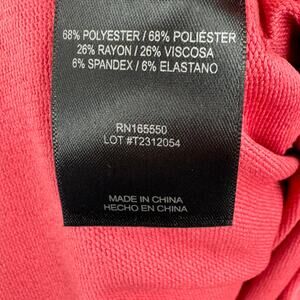 68% POLYESTER / 68% POLIÉSTER
26% RAYON / 26% VISCOSA
6% SPANDEX / 6% ELASTANO
RN165550
LOT #T2312054
MADE IN CHINA
HECHO EN CHINA